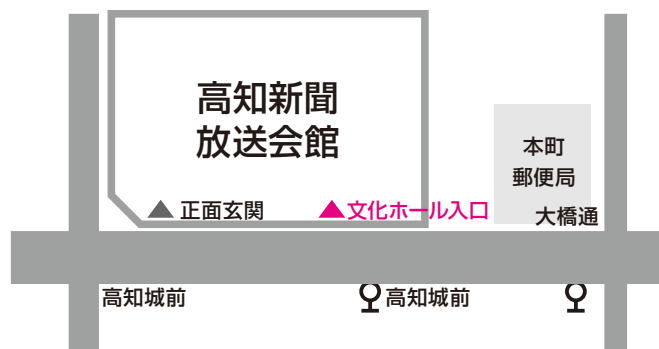 高知新聞
放送会館
本町
郵便局
▲ 正面玄関
▲文化ホール入口
大橋通
高知城前
高知城前